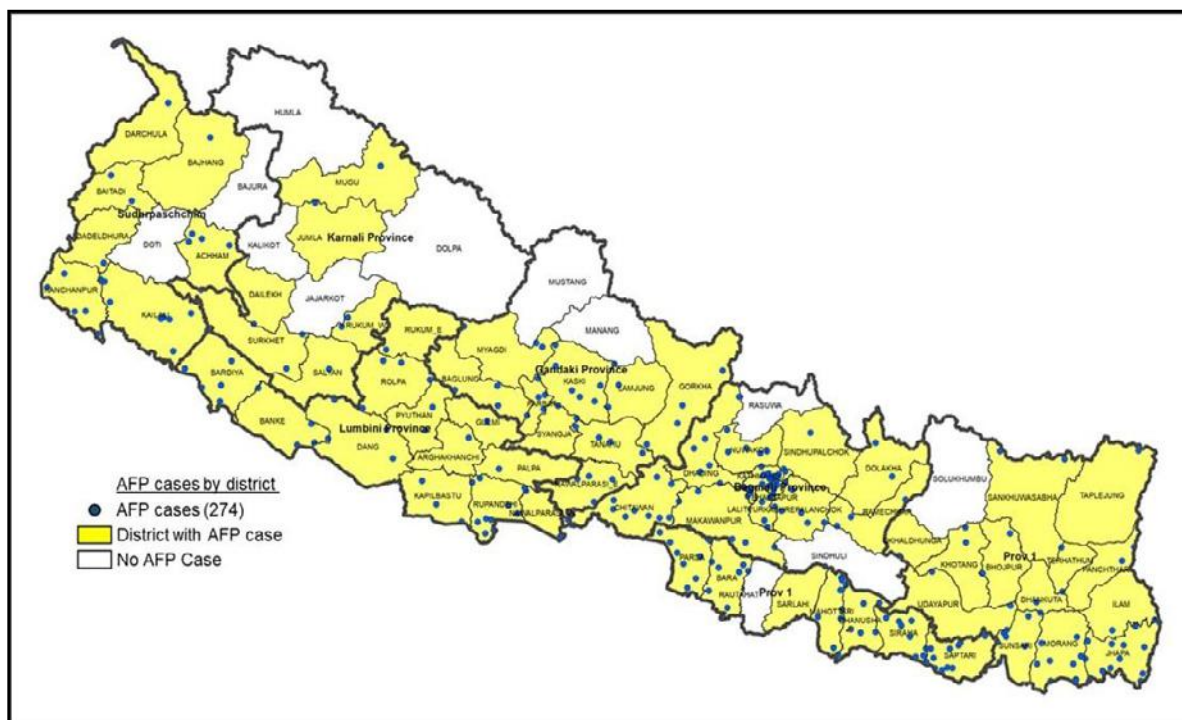 HUMLA
DARCHULA
BAJHANG
BAJURA
MUGU
BAITADI
Sudurpaschchim
DADELDHURA
DOTI
ACHHAM
KALIKOT
JUMLA
Karnali Province
DOLPA
MUSTANG
MANANG
KANCHANPUR
KAILALI
DAILEKH
JAJARKOT
RUKUM_W
RUKUM_E
SURKHET
SALYAN
MYAGDI
Gandaki Province
KASKI
LAMJUNG
GORKHA
BARDIYA
ROLPA
BAGLUNG
BANKE
PYUTHAN
GULMI
SYANGJA
TANAHU
RASUWA
Lumbini Province
DANG
ARGHAKHANCHI
PALPA
NUWAKOT
SINDHUPALCHOK
DHADING
DOLAKHA
SOLUKHUMBU
SANKHUWASABHA
TAPLEJUNG
KAPILBASTU
RUPANDEHI
CHITAWAN
Bagmati Province
MAKAWANPUR
RAMECHHAP
SINDHULI
KHOTANG
BHOJPUR
Prov 1
TERHATHUM
PANCHTHAR
PARSA
BARA
RAUTAHAT
Prov 1
SARLAHI
MAHOTTARI
DHANUSHA
SIRAHA
SAPTARI
UDAYAPUR
DHANKUTA
ILAM
SUNSARI
MORANG
JHAPA
AFP cases by district
AFP cases (274)
District with AFP case
No AFP Case